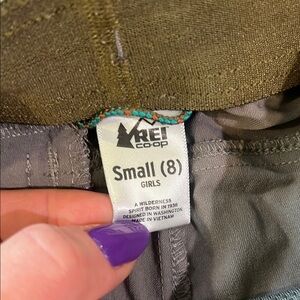 REI
CO-OP
Small (8)
GIRLS
A WILDERNESS
SPIRIT BORN IN 1938
DESIGNED IN WASHINGTON,
MADE IN VIETNAM